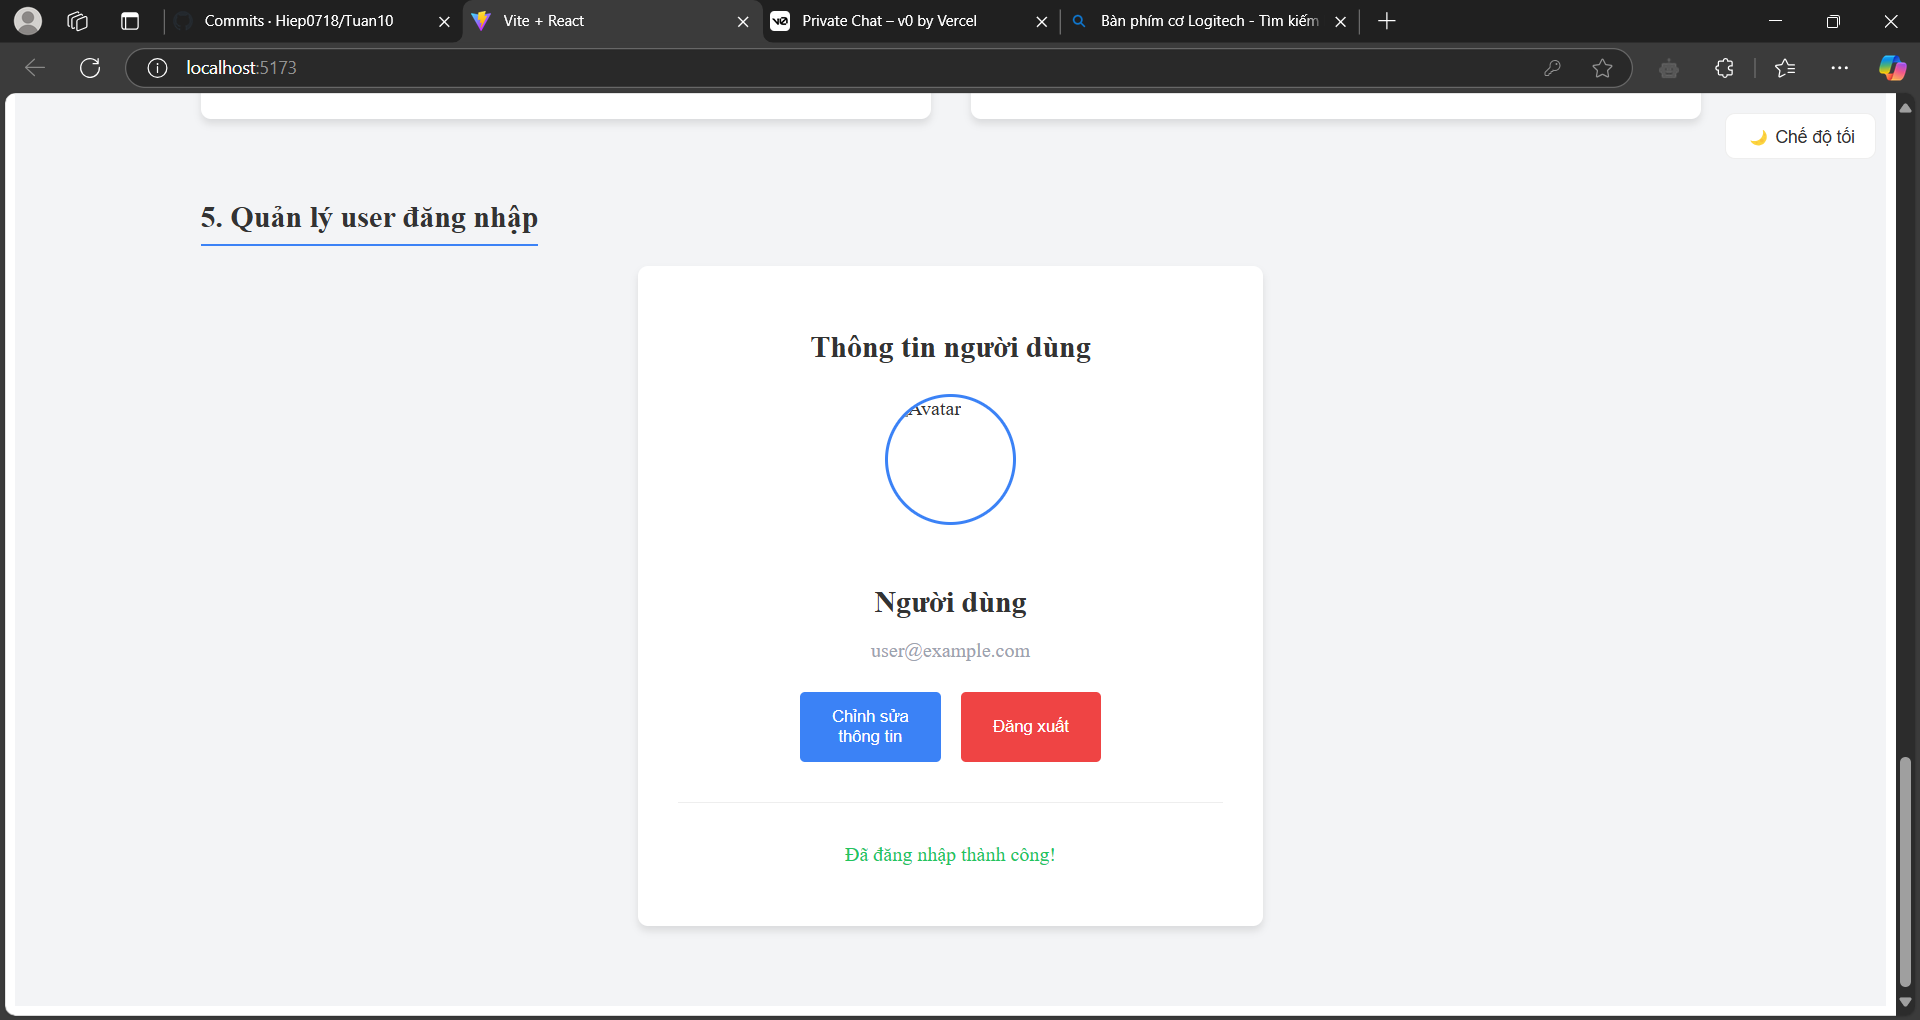 Commits · Hiep0718/Tuan10
Vite + React
Private Chat – v0 by Vercel
Bàn phím cơ Logitech - Tìm kiếm
localhost:5173
🌙 Chế độ tối
5. Quản lý user đăng nhập
Thông tin người dùng
Avatar
Người dùng
user@example.com
Chỉnh sửa
thông tin
Đăng xuất
Đã đăng nhập thành công!